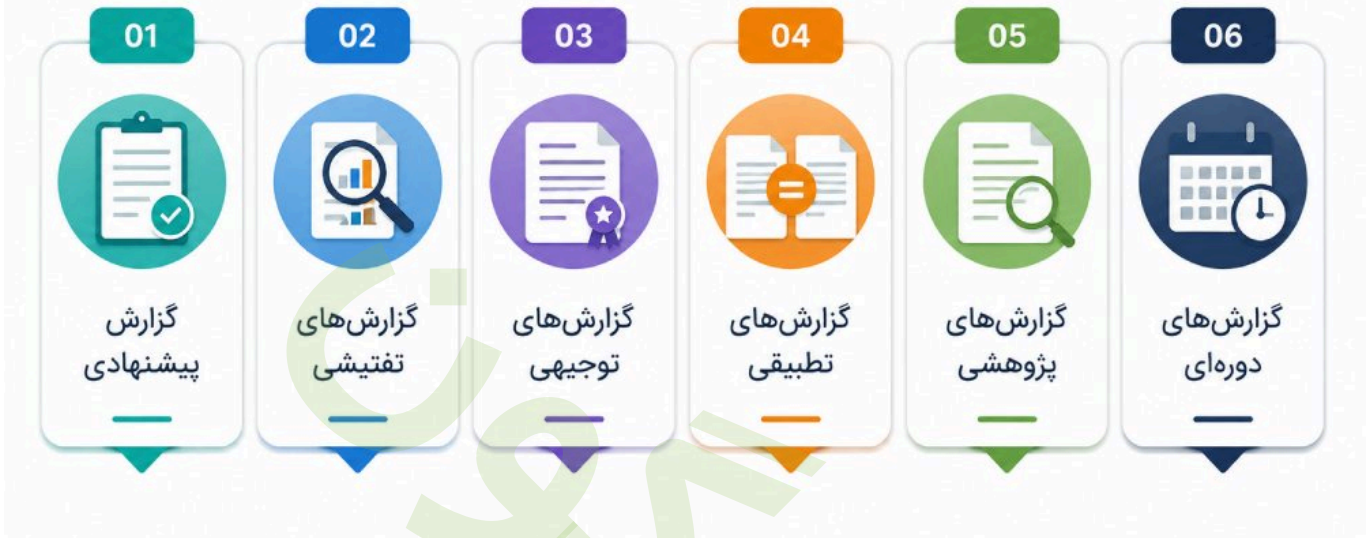 01
گزارش
پیشنهادی
02
گزارش‌های
تفتیشی
03
گزارش‌های
توجیهی
04
گزارش‌های
تطبیقی
05
گزارش‌های
پژوهشی
06
گزارش‌های
دوره‌ای